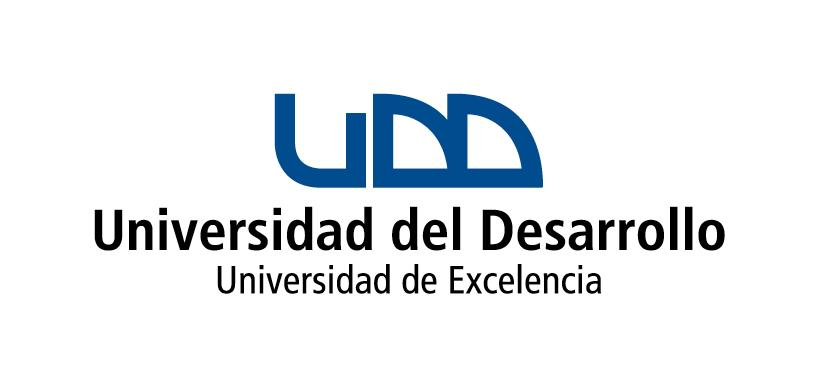 UDD
Universidad del Desarrollo
Universidad de Excelencia